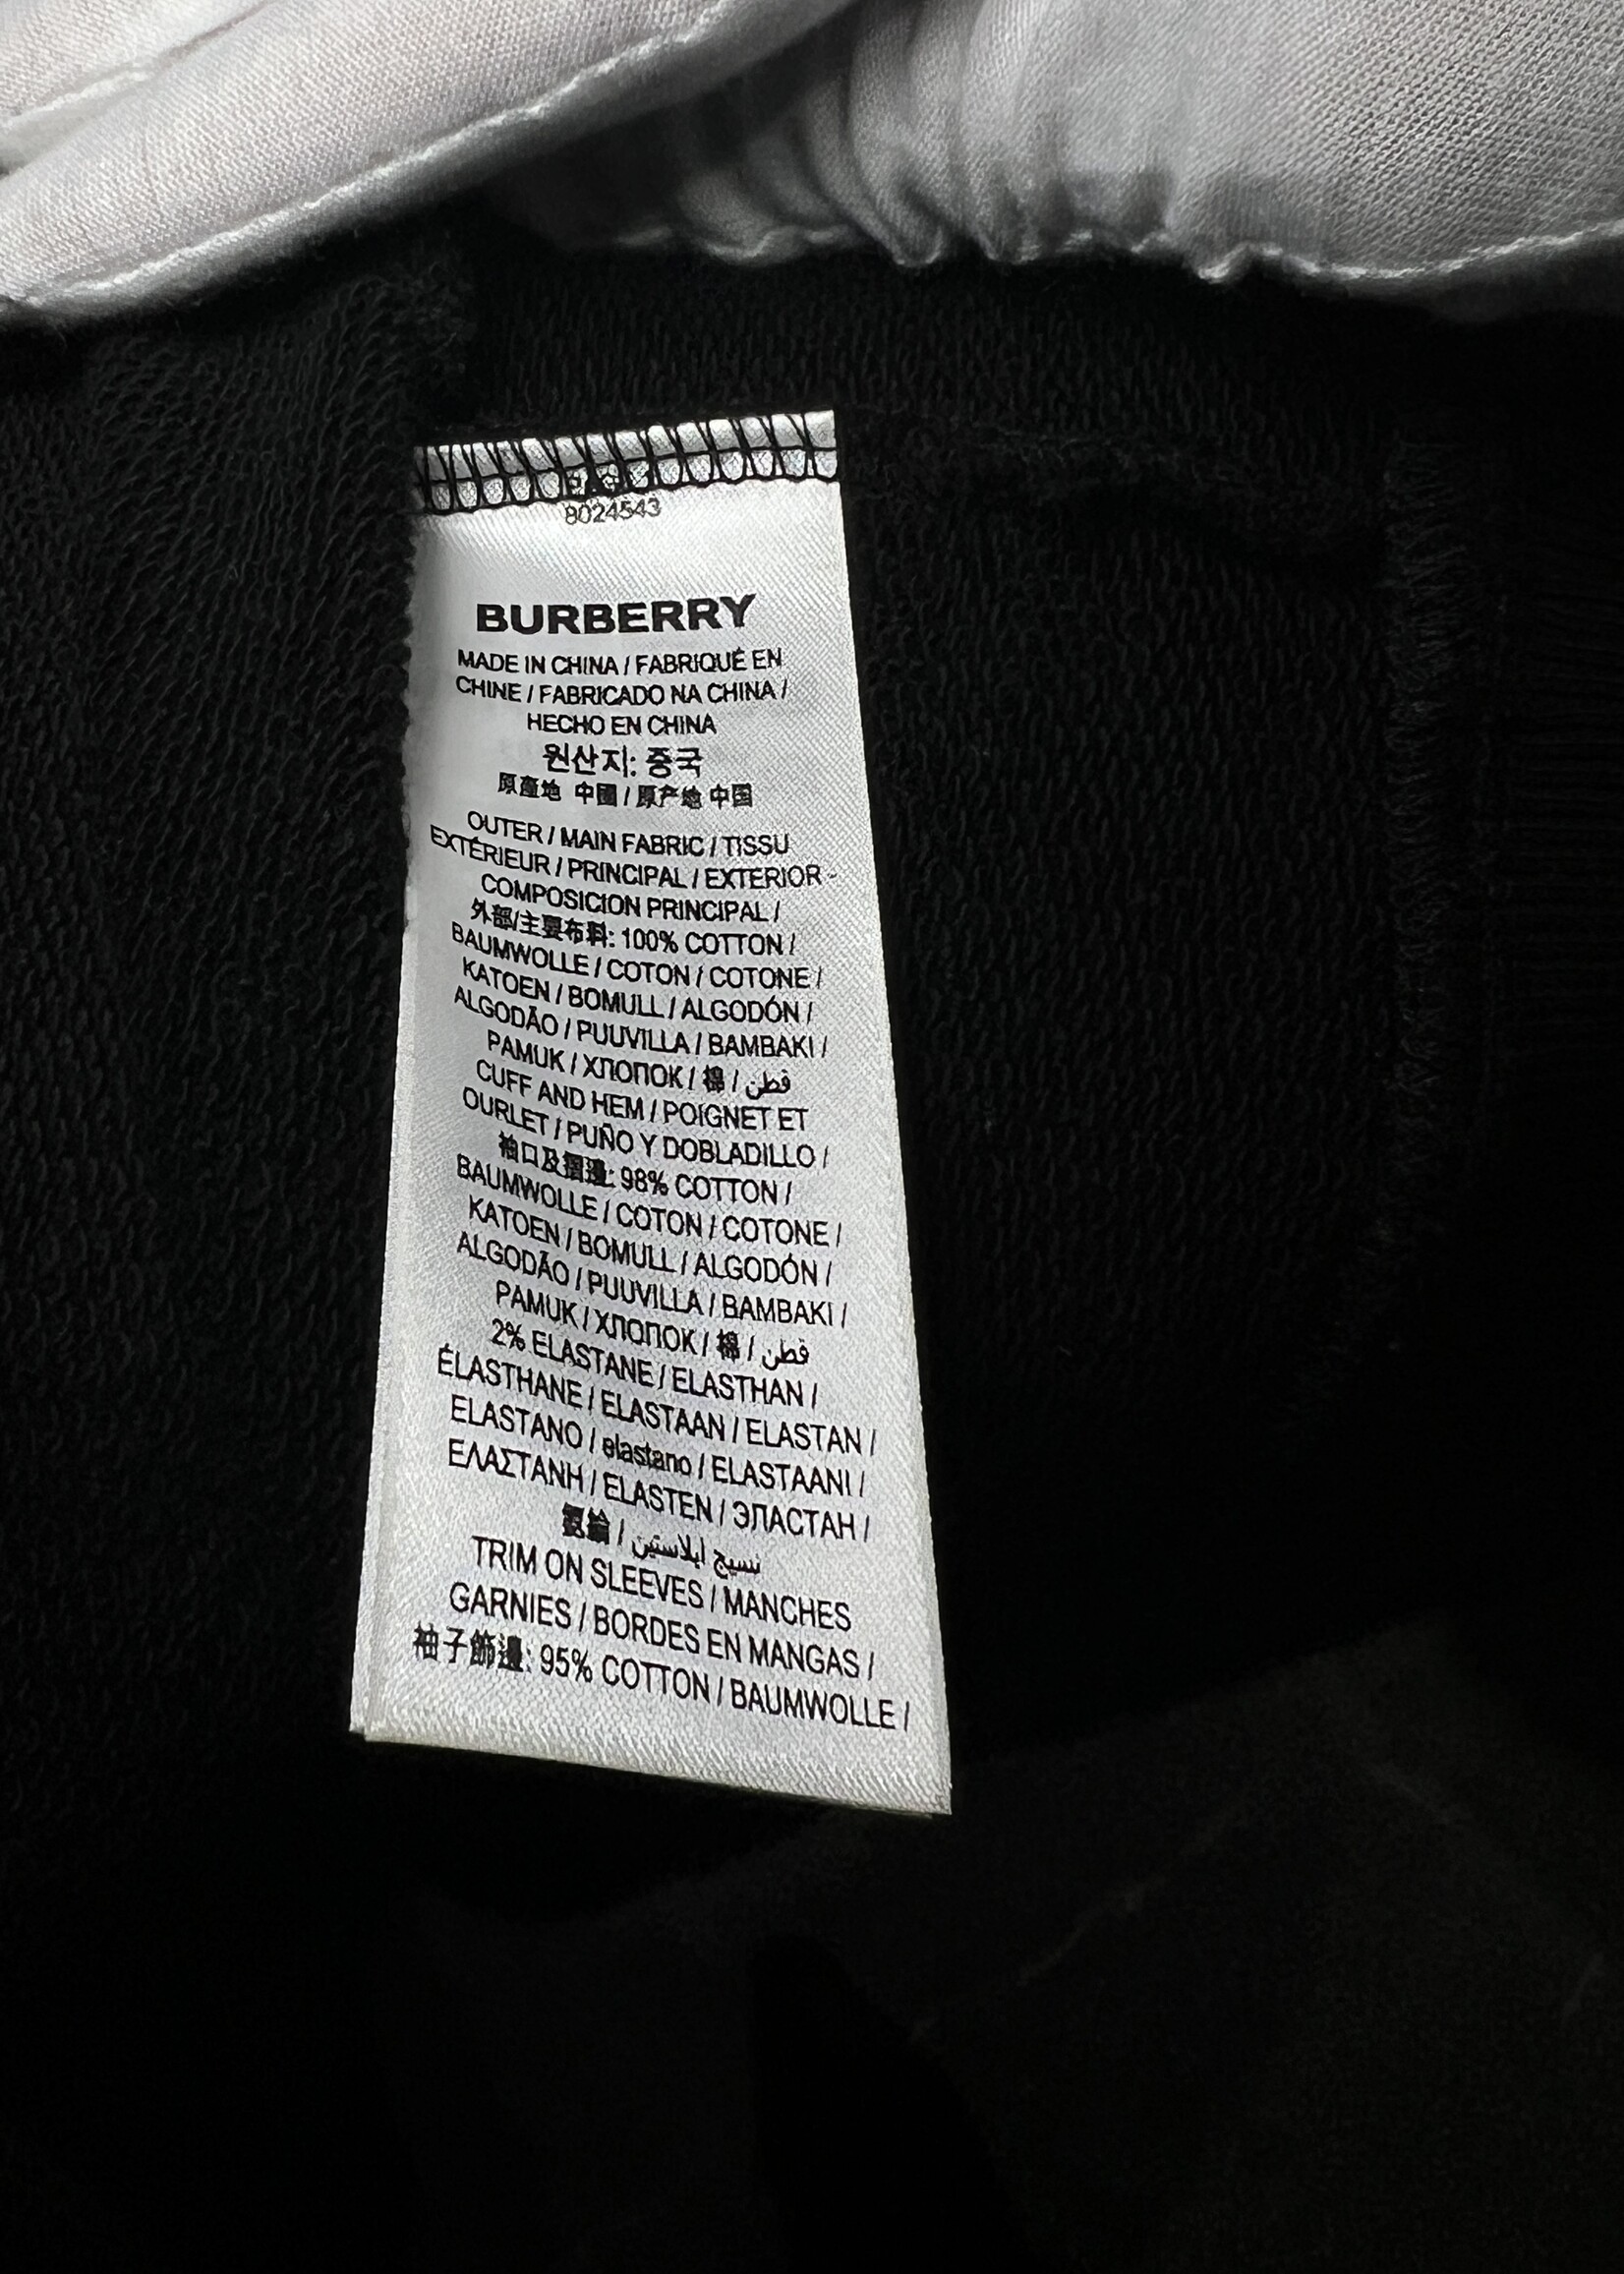 8024543
BURBERRY
MADE IN CHINA / FABRIQUÉ EN
CHINE / FABRICADO NA CHINA /
HECHO EN CHINA
원산지: 중국
原產地 中國 / 原产地 中国
OUTER / MAIN FABRIC / TISSU
EXTÉRIEUR / PRINCIPAL / EXTERIOR -
COMPOSICION PRINCIPAL /
外部/主要布料: 100% COTTON /
BAUMWOLLE / COTON / COTONE /
KATOEN / BOMULL / ALGODÓN /
ALGODÃO / PUUVILLA / BAMBAKI /
PAMUK / ХЛОПОК / 棉 / قطن
CUFF AND HEM / POIGNET ET
OURLET / PUÑO Y DOBLADILLO /
袖口及摺邊: 98% COTTON /
BAUMWOLLE / COTON / COTONE /
KATOEN / BOMULL / ALGODÓN /
ALGODÃO / PUUVILLA / BAMBAKI /
PAMUK / ХЛОПОК / 棉 / قطن
2% ELASTANE / ELASTHAN /
ÉLASTHANE / ELASTAAN / ELASTAN /
ELASTANO / elastano / ELASTAANI /
ΕΛΑΣΤΑΝΗ / ELASTEN / ЭЛАСТАН /
氨綸 / نسيج ايلاستين
TRIM ON SLEEVES / MANCHES
GARNIES / BORDES EN MANGAS /
袖子飾邊: 95% COTTON / BAUMWOLLE /